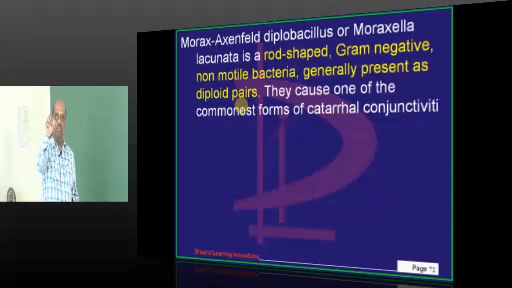 Morax-Axenfeld diplobacillus or Moraxella
lacunata is a rod-shaped, Gram negative,
non motile bacteria, generally present as
diploid pairs. They cause one of the
commonest forms of catarrhal conjunctiviti
Page 72